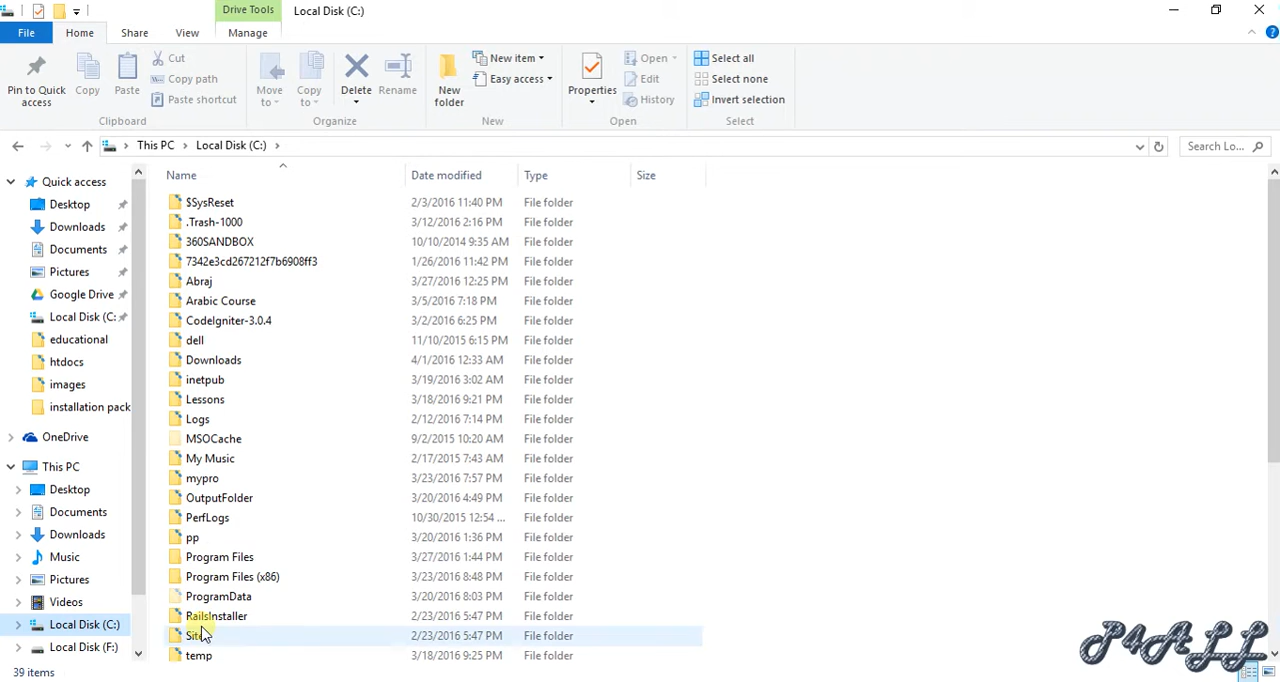 Drive Tools
Local Disk (C:)
File
Home
Share
View
Manage
Pin to Quick access
Copy
Paste
Cut
Copy path
Paste shortcut
Clipboard
Move to
Copy to
Delete
Rename
Organize
New folder
New item
Easy access
New
Properties
Open
Edit
History
Open
Select all
Select none
Invert selection
Select
This PC > Local Disk (C:) >
Search Lo...
Quick access
Desktop
Downloads
Documents
Pictures
Google Drive
Local Disk (C:
educational
htdocs
images
installation pack
OneDrive
This PC
Desktop
Documents
Downloads
Music
Pictures
Videos
Local Disk (C:)
Local Disk (F:)
Name Date modified Type Size
$SysReset 2/3/2016 11:40 PM File folder
.Trash-1000 3/12/2016 2:16 PM File folder
360SANDBOX 10/10/2014 9:35 AM File folder
7342e3cd267212f7b6908ff3 1/26/2016 11:42 PM File folder
Abraj 3/27/2016 12:25 PM File folder
Arabic Course 3/5/2016 7:18 PM File folder
CodeIgniter-3.0.4 3/2/2016 6:25 PM File folder
dell 11/10/2015 6:15 PM File folder
Downloads 4/1/2016 12:33 AM File folder
inetpub 3/19/2016 3:02 AM File folder
Lessons 3/18/2016 9:21 PM File folder
Logs 2/12/2016 7:14 PM File folder
MSOCache 9/2/2015 10:20 AM File folder
My Music 2/17/2015 7:43 AM File folder
mypro 3/23/2016 7:57 PM File folder
OutputFolder 3/20/2016 4:49 PM File folder
PerfLogs 10/30/2015 12:54 ... File folder
pp 3/20/2016 1:36 PM File folder
Program Files 3/27/2016 1:44 PM File folder
Program Files (x86) 3/23/2016 8:48 PM File folder
ProgramData 3/20/2016 8:03 PM File folder
RailsInstaller 2/23/2016 5:47 PM File folder
2/23/2016 5:47 PM File folder
temp 3/18/2016 9:25 PM File folder
39 items
P4ALL